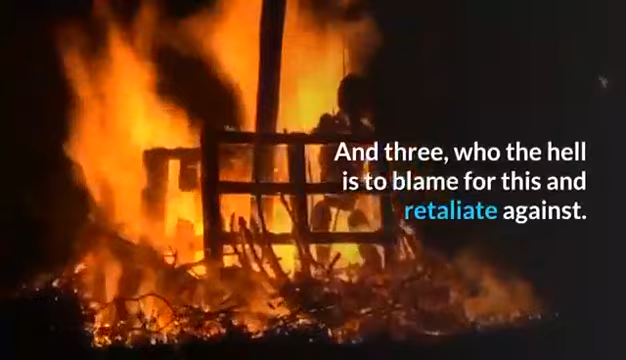 And three, who the hell
is to blame for this and
retaliate against.